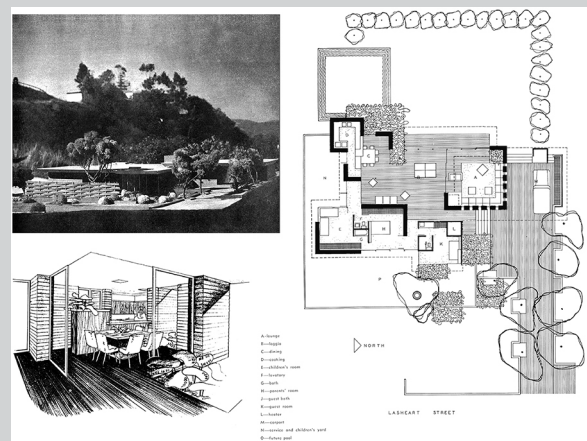 A—lounge
B—loggia
C—dining
D—cooking
E—children's room
F—lavatory
G—bath
H—parents' room
J—guest bath
K—guest room
L—heater
M—carport
N—service and children's yard
O—future pool
NORTH
LASHEART STREET